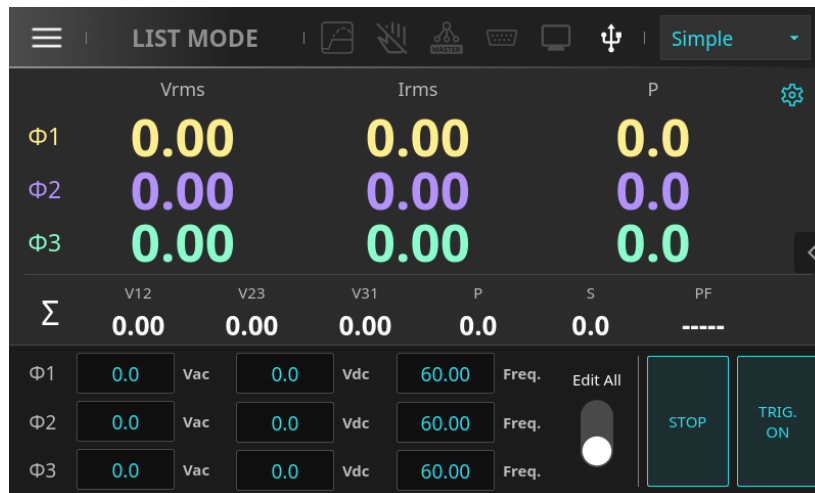 LIST MODE MASTER Simple
Vrms Irms P
Φ1 0.00 0.00 0.0
Φ2 0.00 0.00 0.0
Φ3 0.00 0.00 0.0
V12 V23 V31 P S PF
Σ 0.00 0.00 0.00 0.0 0.0 -----
Φ1 0.0 Vac 0.0 Vdc 60.00 Freq. Edit All
Φ2 0.0 Vac 0.0 Vdc 60.00 Freq. STOP TRIG. ON
Φ3 0.0 Vac 0.0 Vdc 60.00 Freq.